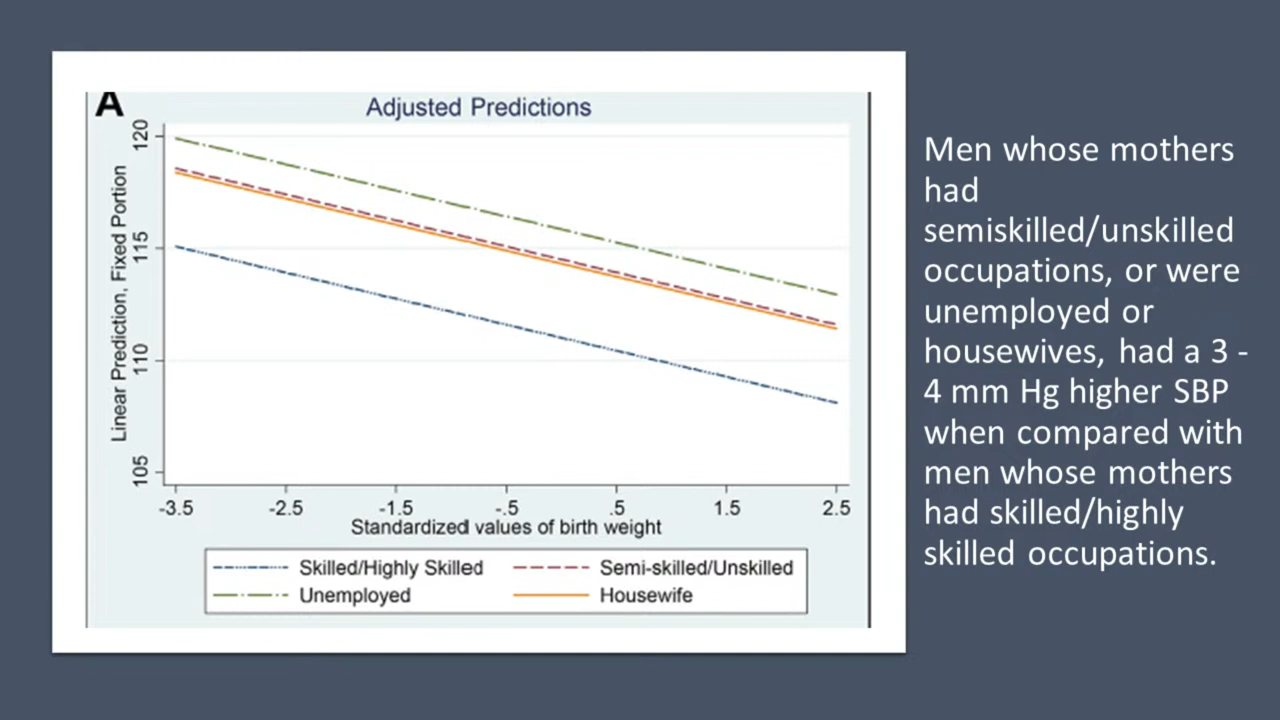 A
Adjusted Predictions
Linear Prediction, Fixed Portion
120
115
110
105
-3.5 -2.5 -1.5 -.5 .5 1.5 2.5
Standardized values of birth weight
Skilled/Highly Skilled Semi-skilled/Unskilled
Unemployed Housewife
Men whose mothers
had
semiskilled/unskilled
occupations, or were
unemployed or
housewives, had a 3 -
4 mm Hg higher SBP
when compared with
men whose mothers
had skilled/highly
skilled occupations.